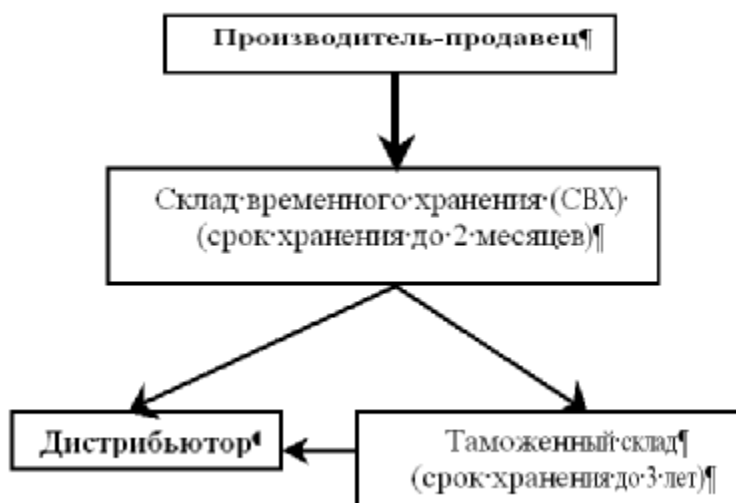 Производитель-продавец¶
Склад·временного·хранения·(СВХ)·
(срок·хранения·до·2·месяцев)¶
Дистрибьютор¶
Таможенный·склад¶
(срок·хранения·до·3·лет)¶